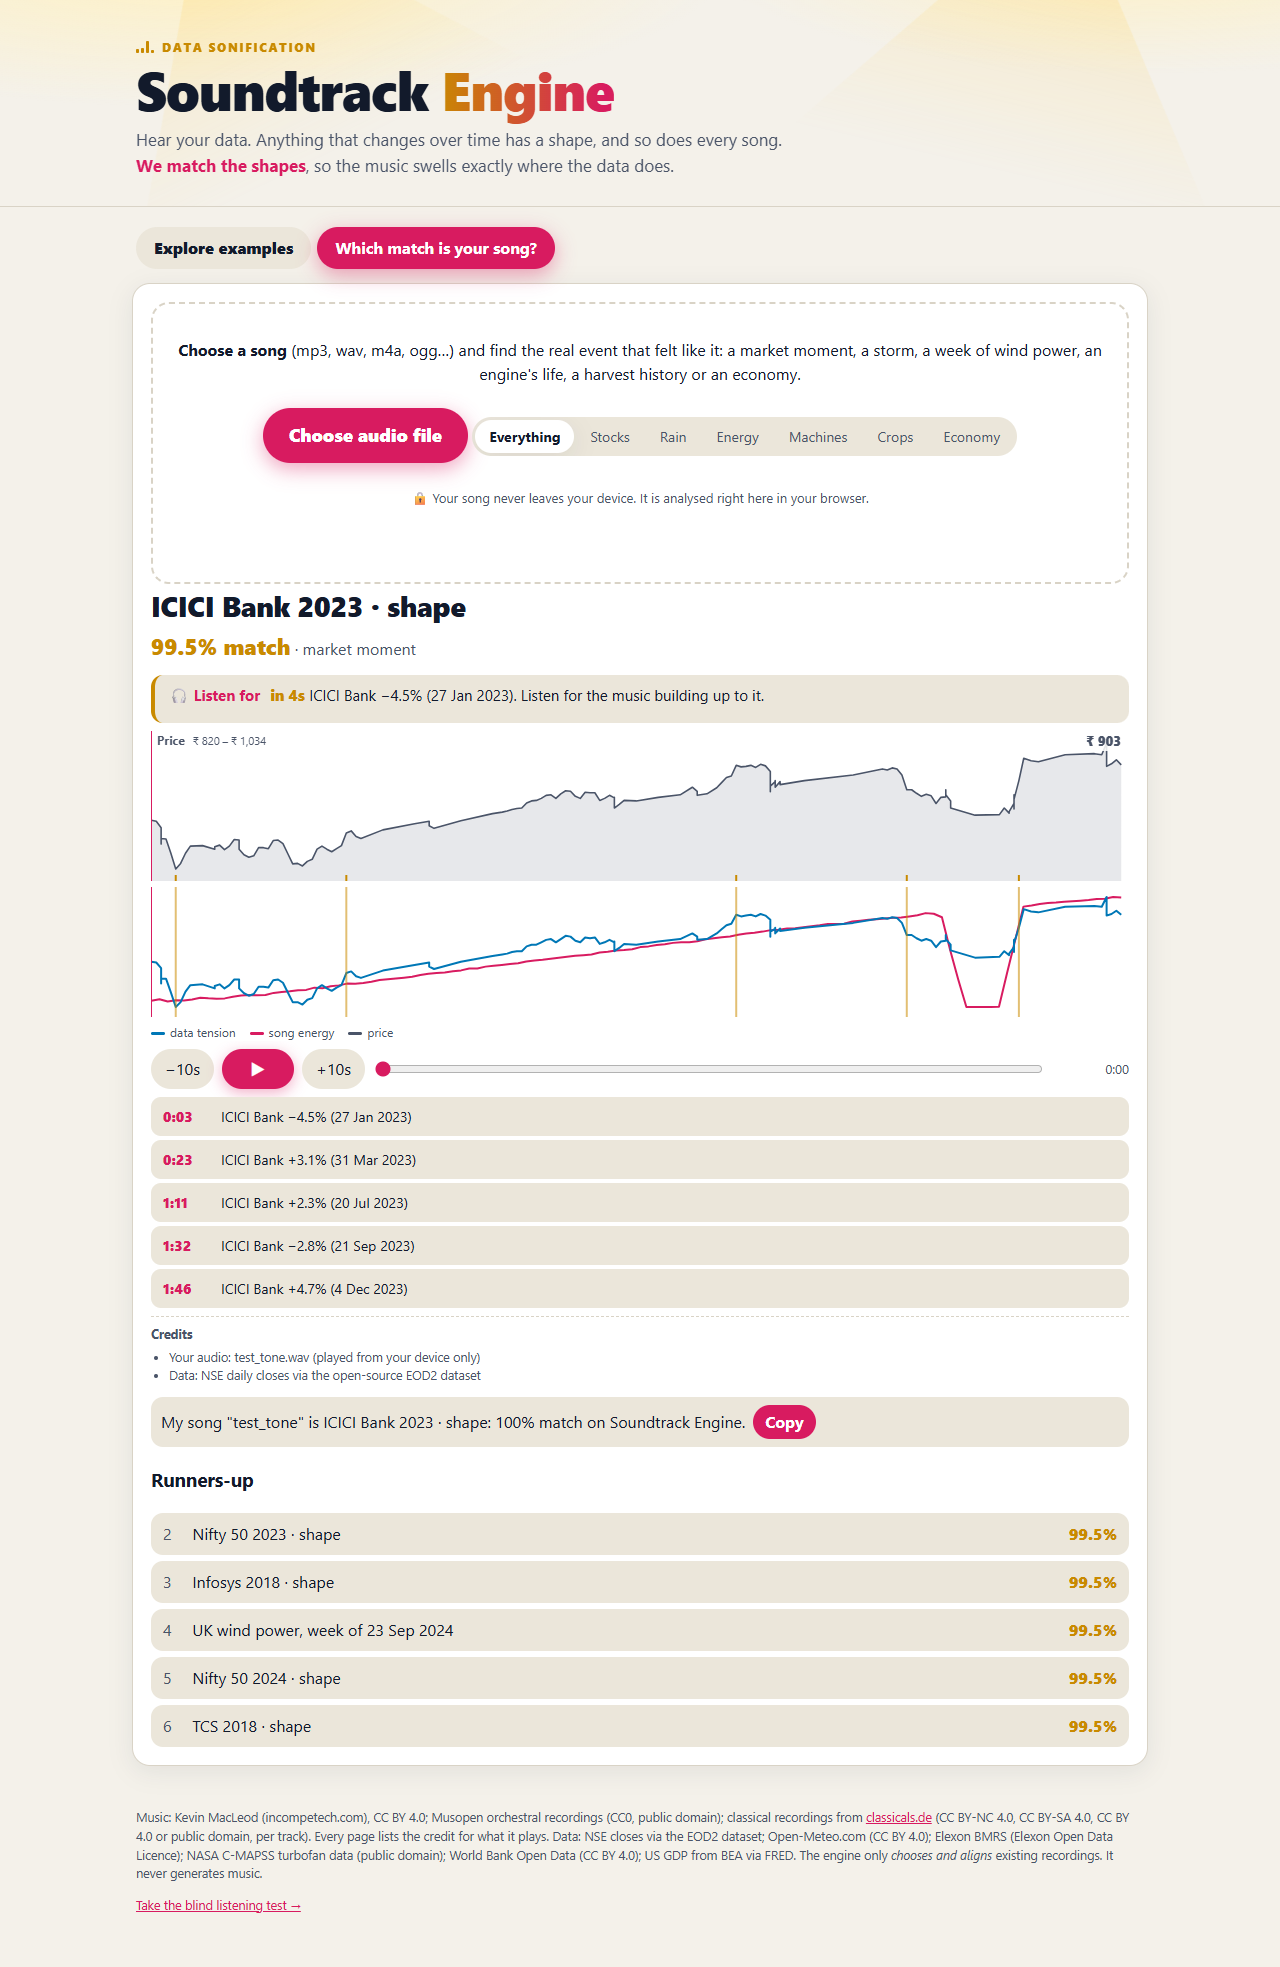 DATA SONIFICATION
Soundtrack Engine
Hear your data. Anything that changes over time has a shape, and so does every song.
We match the shapes, so the music swells exactly where the data does.
Explore examples
Which match is your song?
Choose a song (mp3, wav, m4a, ogg…) and find the real event that felt like it: a market moment, a storm, a week of wind power, an
engine's life, a harvest history or an economy.
Choose audio file
Everything Stocks Rain Energy Machines Crops Economy
🔒 Your song never leaves your device. It is analysed right here in your browser.
ICICI Bank 2023 · shape
99.5% match · market moment
🎧 Listen for in 4s ICICI Bank −4.5% (27 Jan 2023). Listen for the music building up to it.
Price ₹ 820 – ₹ 1,034
₹ 903
data tension song energy price
−10s +10s 0:00
0:03 ICICI Bank −4.5% (27 Jan 2023)
0:23 ICICI Bank +3.1% (31 Mar 2023)
1:11 ICICI Bank +2.3% (20 Jul 2023)
1:32 ICICI Bank −2.8% (21 Sep 2023)
1:46 ICICI Bank +4.7% (4 Dec 2023)
Credits
• Your audio: test_tone.wav (played from your device only)
• Data: NSE daily closes via the open-source EOD2 dataset
My song "test_tone" is ICICI Bank 2023 · shape: 100% match on Soundtrack Engine. Copy
Runners-up
2 Nifty 50 2023 · shape 99.5%
3 Infosys 2018 · shape 99.5%
4 UK wind power, week of 23 Sep 2024 99.5%
5 Nifty 50 2024 · shape 99.5%
6 TCS 2018 · shape 99.5%
Music: Kevin MacLeod (incompetech.com), CC BY 4.0; Musopen orchestral recordings (CC0, public domain); classical recordings from classicals.de (CC BY-NC 4.0, CC BY-SA 4.0, CC BY
4.0 or public domain, per track). Every page lists the credit for what it plays. Data: NSE closes via the EOD2 dataset; Open-Meteo.com (CC BY 4.0); Elexon BMRS (Elexon Open Data
Licence); NASA C-MAPSS turbofan data (public domain); World Bank Open Data (CC BY 4.0); US GDP from BEA via FRED. The engine only chooses and aligns existing recordings. It
never generates music.
Take the blind listening test →